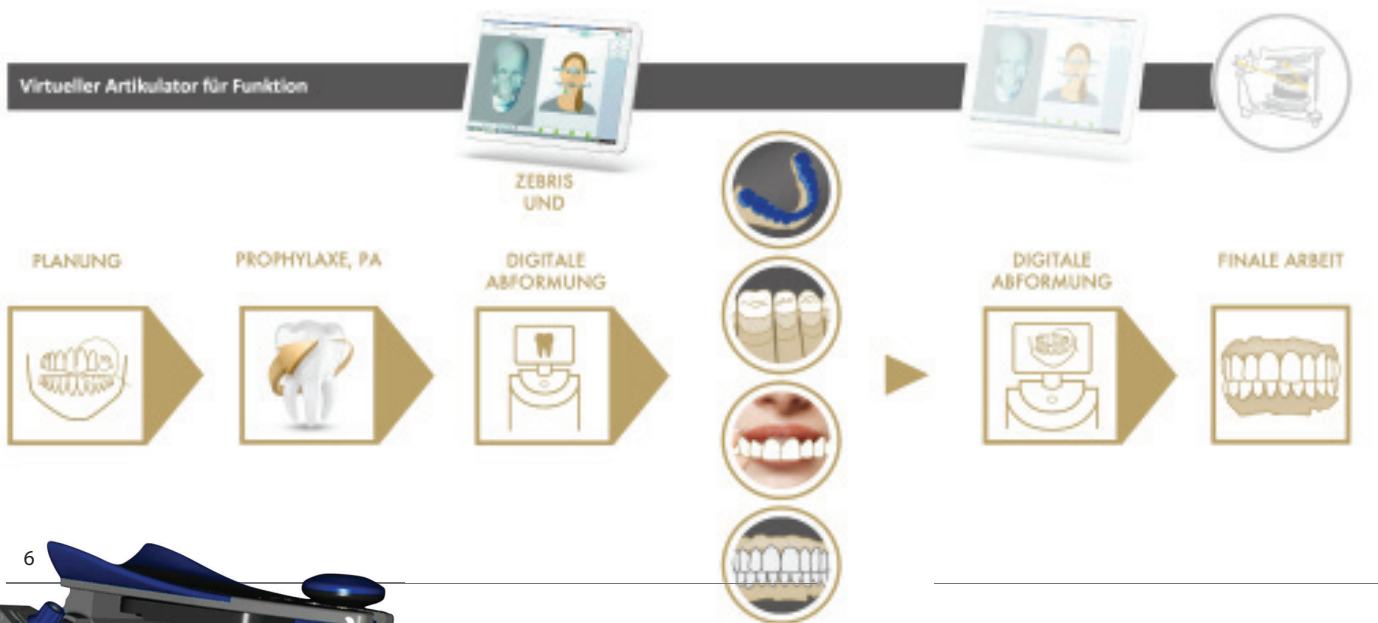 Virtueller Artikulator für Funktion
ZEBRIS
UND
PLANUNG
PROPHYLAXE, PA
DIGITALE
ABFORMUNG
DIGITALE
ABFORMUNG
FINALE ARBEIT
6